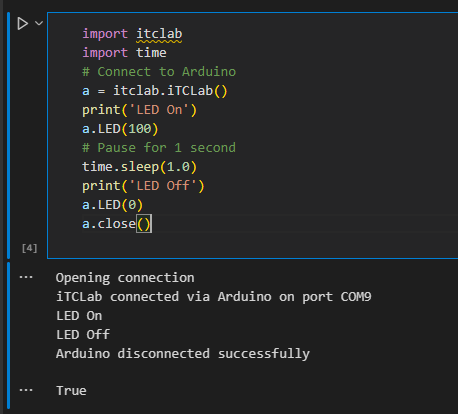 import itclab
import time
# Connect to Arduino
a = itclab.iTCLab()
print('LED On')
a.LED(100)
# Pause for 1 second
time.sleep(1.0)
print('LED Off')
a.LED(0)
a.close()
[4]
... Opening connection
iTCLab connected via Arduino on port COM9
LED On
LED Off
Arduino disconnected successfully
... True